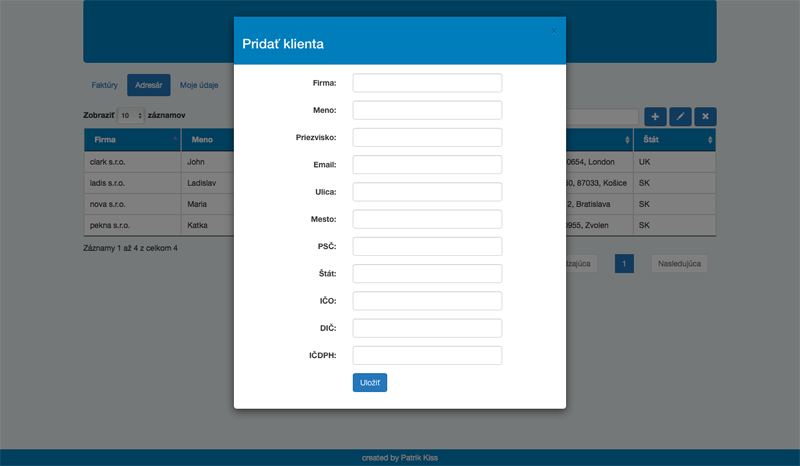 Pridať klienta ×
Faktúry Adresár Moje údaje
Zobraziť 10 záznamov
Firma Meno Štát
clark s.r.o. John 0654, London UK
ladis s.r.o. Ladislav 87033, Košice SK
nova s.r.o. Maria 2, Bratislava SK
pekna s.r.o. Katka 955, Zvolen SK
Záznamy 1 až 4 z celkom 4
dzajúca 1 Nasledujúca
Firma:
Meno:
Priezvisko:
Email:
Ulica:
Mesto:
PSČ:
Štát:
IČO:
DIČ:
IČDPH:
Uložiť
created by Patrik Kiss